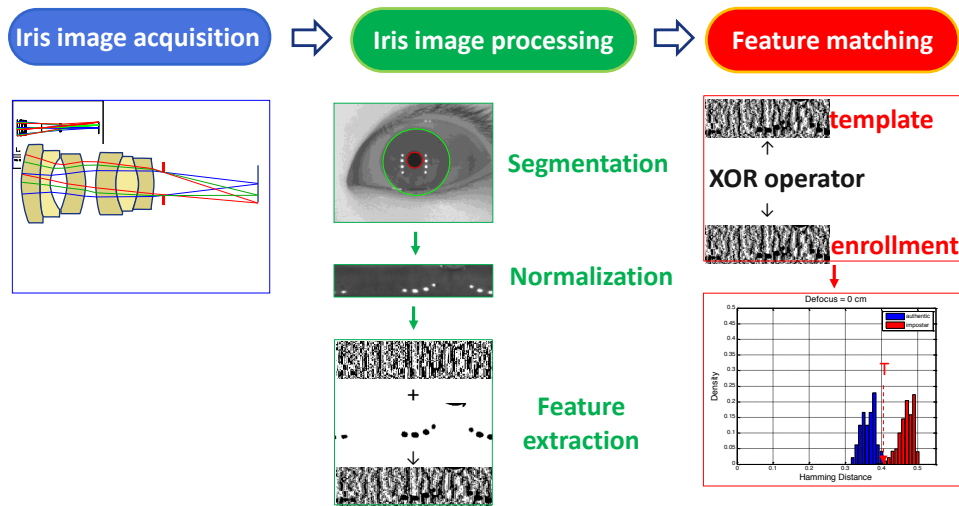 Iris image acquisition
Iris image processing
Feature matching
Segmentation
Normalization
+
Feature
extraction
template
XOR operator
enrollment
Defocus = 0 cm
authentic
imposter
T
Density
0.5
0.45
0.4
0.35
0.3
0.25
0.2
0.15
0.1
0.05
0
0
0.1
0.2
0.3
0.4
0.5
Hamming Distance